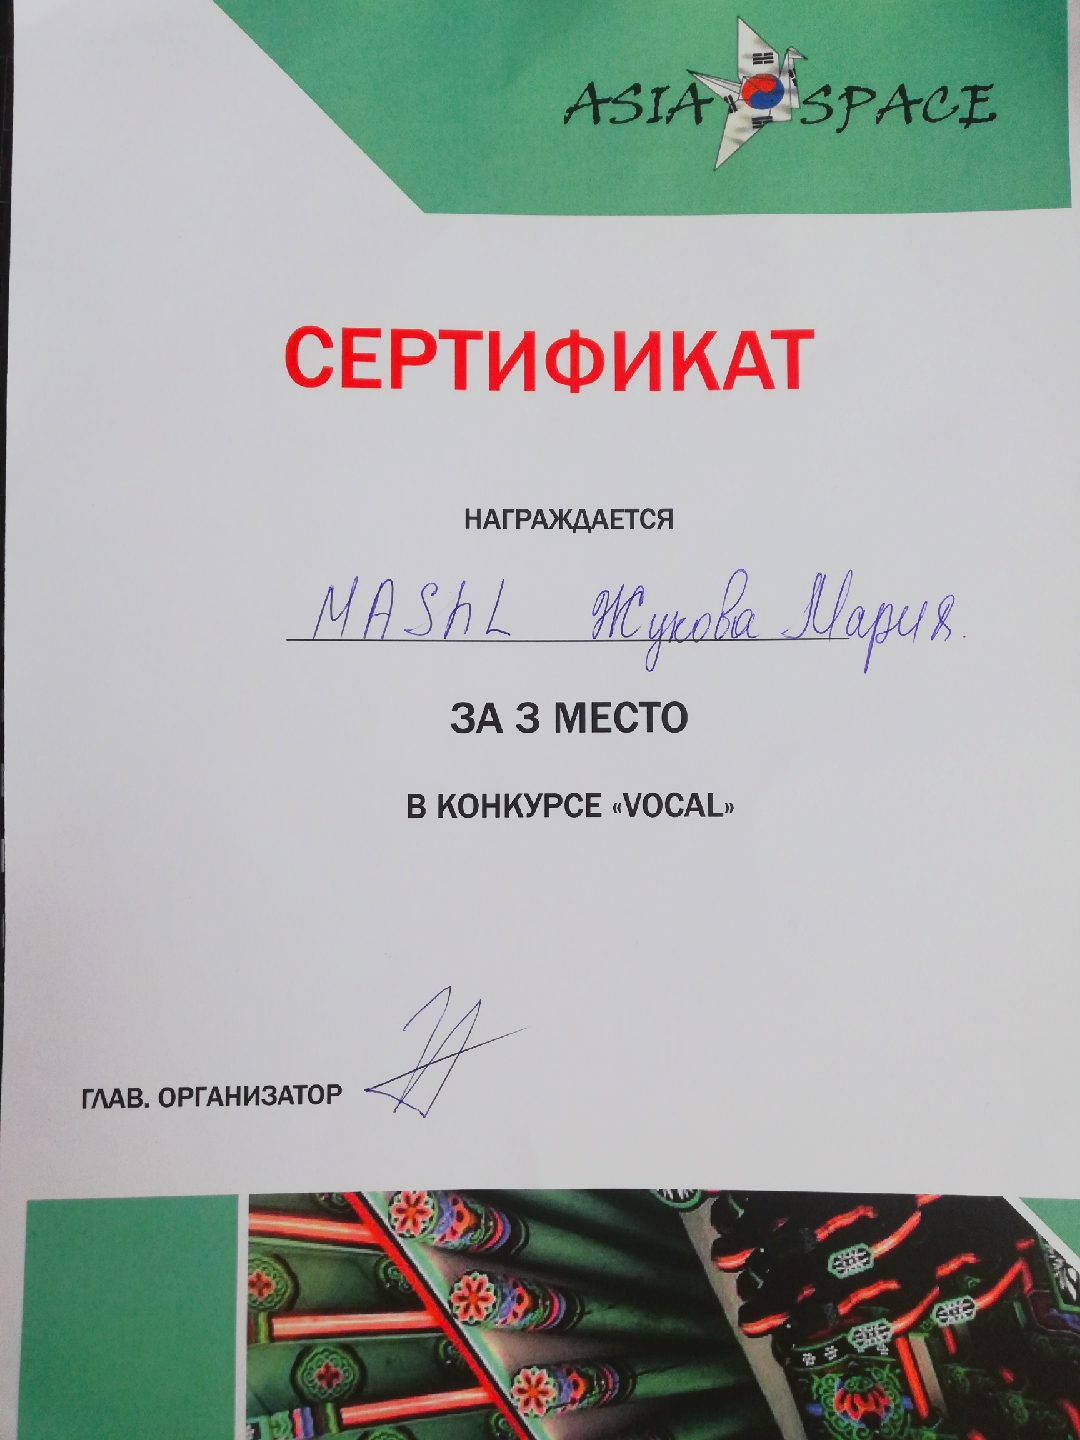 ASIA SPACE
СЕРТИФИКАТ
НАГРАЖДАЕТСЯ
MAShL Жукова Мария.
ЗА 3 МЕСТО
В КОНКУРСЕ «VOCAL»
ГЛАВ. ОРГАНИЗАТОР